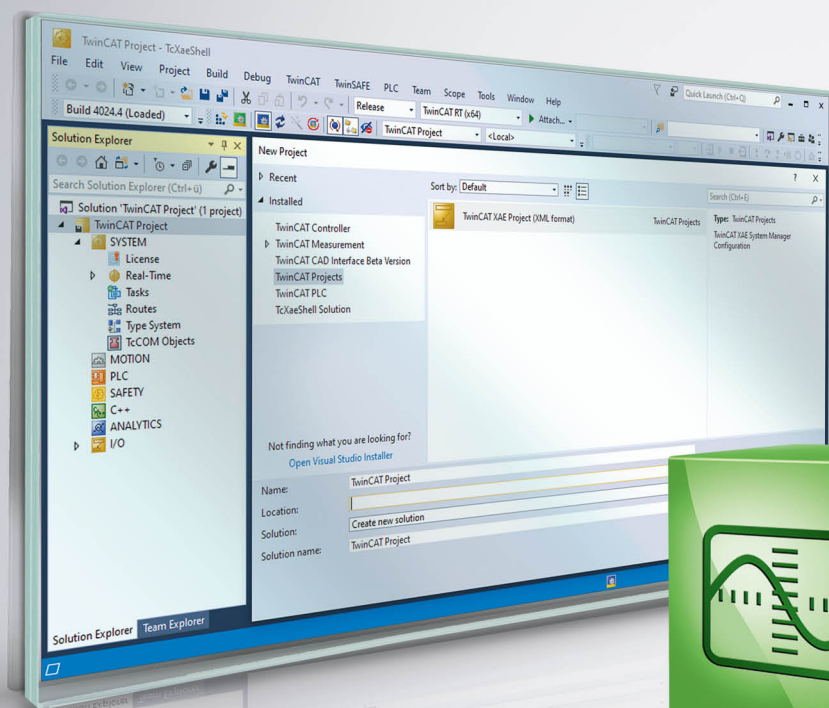 TwinCAT Project - TcXaeShell
File Edit View Project Build Debug TwinCAT TwinSAFE PLC Team Scope Tools Window Help
Quick Launch (Ctrl+Q)
Release TwinCAT RT (x64) Attach...
Build 4024.4 (Loaded) TwinCAT Project <Local>
Solution Explorer
Search Solution Explorer (Ctrl+ü)
Solution 'TwinCAT Project' (1 project)
TwinCAT Project
SYSTEM
License
Real-Time
Tasks
Routes
Type System
TcCOM Objects
MOTION
PLC
SAFETY
C++
ANALYTICS
I/O
Solution Explorer Team Explorer
New Project
? X
Recent
Installed
TwinCAT Controller
TwinCAT Measurement
TwinCAT CAD Interface Beta Version
TwinCAT Projects
TwinCAT PLC
TcXaeShell Solution
Not finding what you are looking for?
Open Visual Studio Installer
Sort by: Default
TwinCAT XAE Project (XML format) TwinCAT Projects
Search (Ctrl+E)
Type: TwinCAT Projects
TwinCAT XAE System Manager
Configuration
Name: TwinCAT Project
Location:
Solution: Create new solution
Solution name: TwinCAT Project